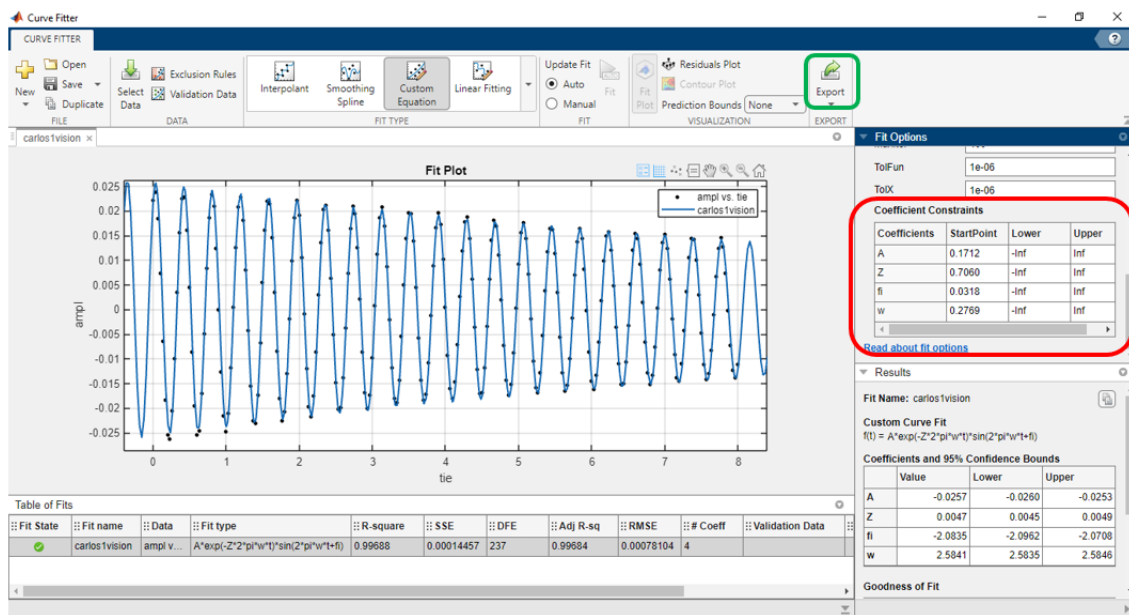 Curve Fitter
CURVE FITTER
New
Open
Save
Duplicate
FILE
Select Data
Exclusion Rules
Validation Data
DATA
Interpolant
Smoothing Spline
Custom Equation
Linear Fitting
FIT TYPE
Update Fit
Auto
Manual
Fit
FIT
Fit Plot
Residuals Plot
Contour Plot
Prediction Bounds None
VISUALIZATION
Export
EXPORT
carlos1vision
Fit Plot
ampl vs. tie
carlos1vision
0.025
0.02
0.015
0.01
0.005
0
-0.005
-0.01
-0.015
-0.02
-0.025
ampl
0 1 2 3 4 5 6 7 8
tie
Table of Fits
Fit State Fit name Data Fit type R-square SSE DFE Adj R-sq RMSE # Coeff Validation Data
carlos1vision ampl v... A*exp(-Z*2*pi*w*t)*sin(2*pi*w*t+fi) 0.99688 0.00014457 237 0.99684 0.00078104 4
Fit Options
TolFun 1e-06
TolX 1e-06
Coefficient Constraints
Coefficients StartPoint Lower Upper
A 0.1712 -Inf Inf
Z 0.7060 -Inf Inf
fi 0.0318 -Inf Inf
w 0.2769 -Inf Inf
Read about fit options
Results
Fit Name: carlos1vision
Custom Curve Fit
f(t) = A*exp(-Z*2*pi*w*t)*sin(2*pi*w*t+fi)
Coefficients and 95% Confidence Bounds
Value Lower Upper
A -0.0257 -0.0260 -0.0253
Z 0.0047 0.0045 0.0049
fi -2.0835 -2.0962 -2.0708
w 2.5841 2.5835 2.5846
Goodness of Fit